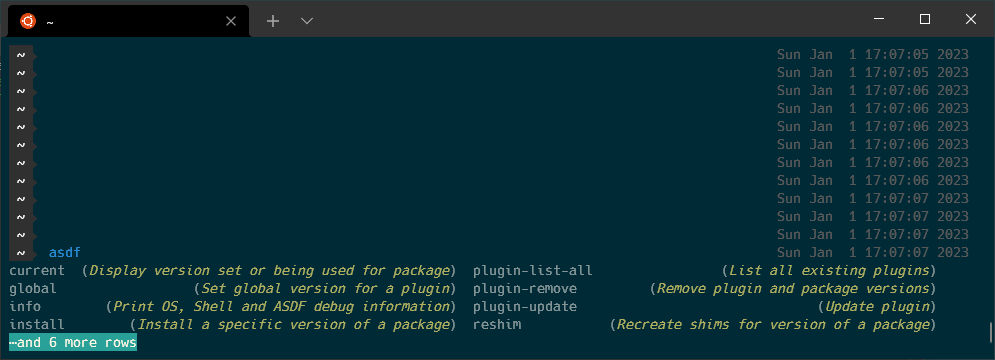 ~
~ Sun Jan 1 17:07:05 2023
~ Sun Jan 1 17:07:05 2023
~ Sun Jan 1 17:07:06 2023
~ Sun Jan 1 17:07:06 2023
~ Sun Jan 1 17:07:06 2023
~ Sun Jan 1 17:07:06 2023
~ Sun Jan 1 17:07:06 2023
~ Sun Jan 1 17:07:06 2023
~ Sun Jan 1 17:07:07 2023
~ Sun Jan 1 17:07:07 2023
~ Sun Jan 1 17:07:07 2023
~ asdf Sun Jan 1 17:07:07 2023
current (Display version set or being used for package) plugin-list-all (List all existing plugins)
global (Set global version for a plugin) plugin-remove (Remove plugin and package versions)
info (Print OS, Shell and ASDF debug information) plugin-update (Update plugin)
install (Install a specific version of a package) reshim (Recreate shims for version of a package)
…and 6 more rows